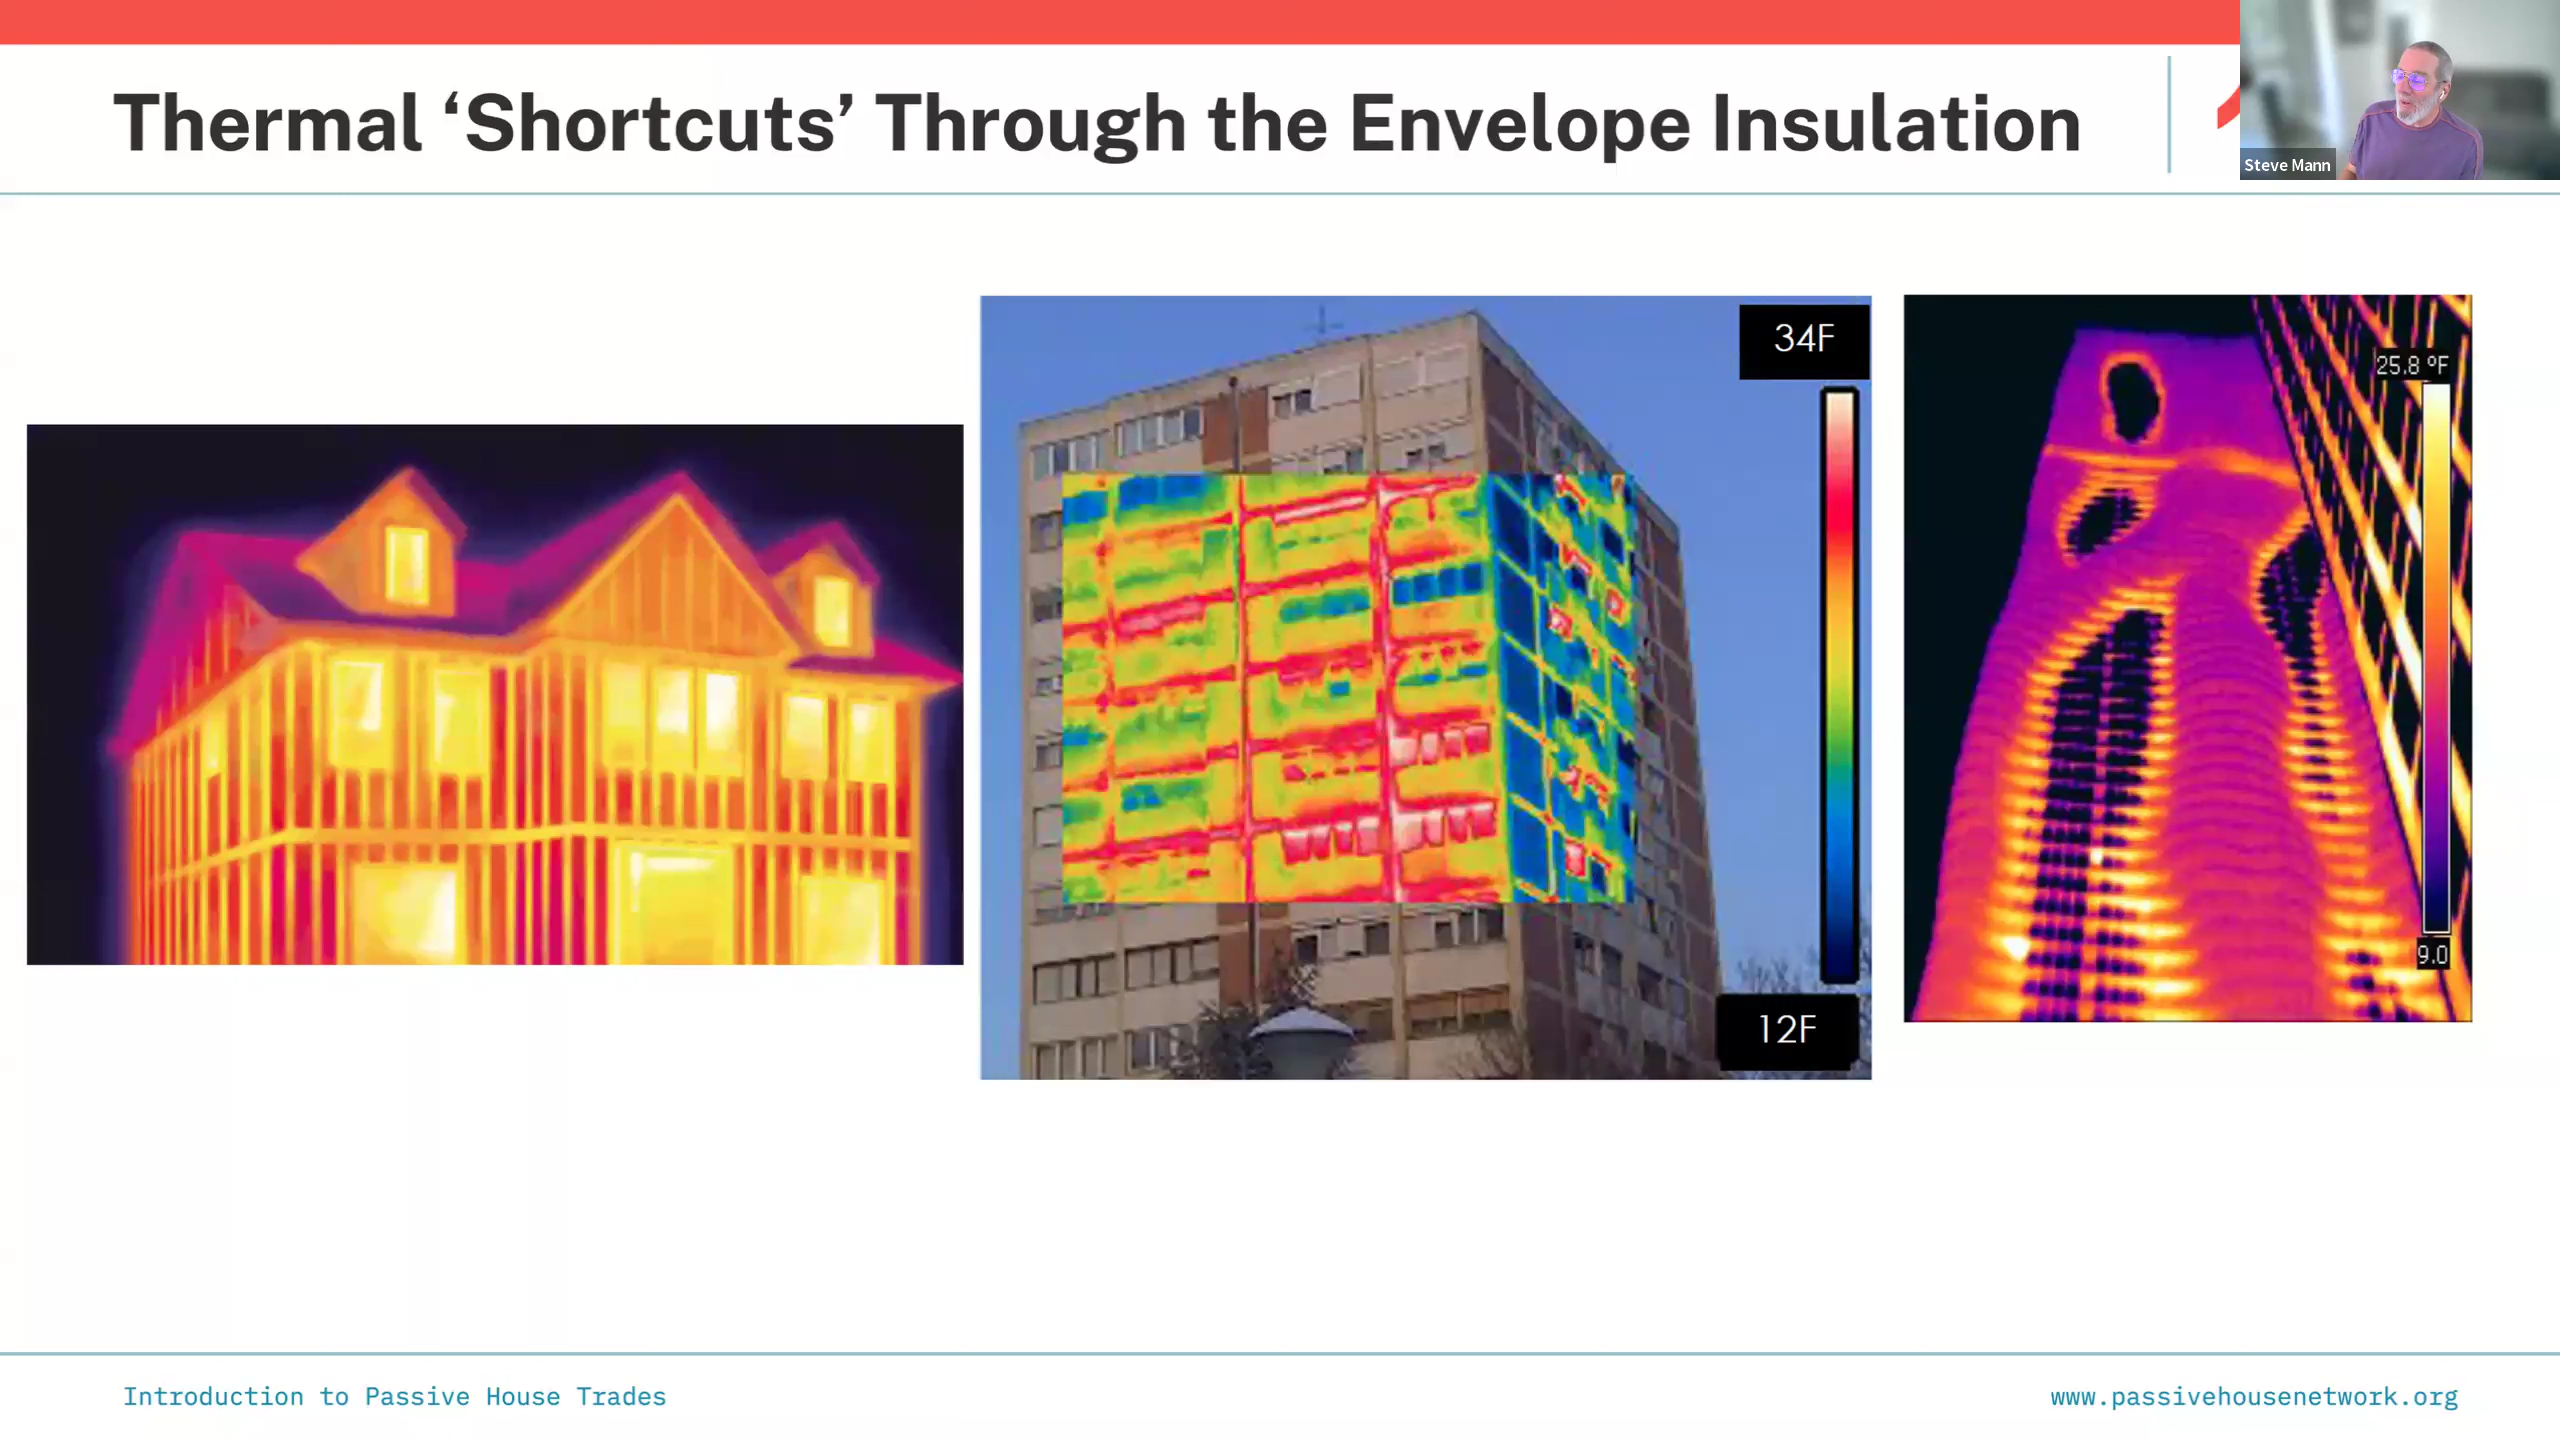 Thermal ‘Shortcuts’ Through the Envelope Insulation
Steve Mann
34F
12F
25.8 ºF
9.0
Introduction to Passive House Trades
www.passivehousenetwork.org